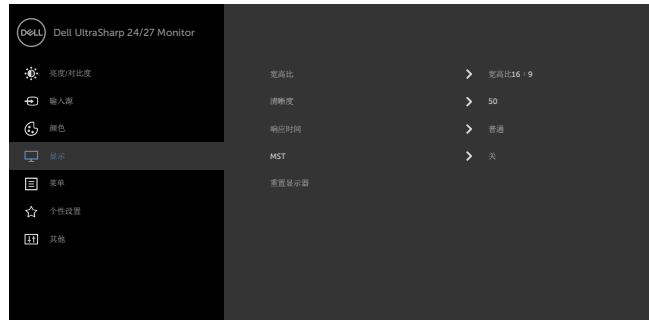 DELL
Dell UltraSharp 24/27 Monitor
亮度/对比度
输入源
颜色
显示
菜单
个性设置
其他
宽高比 宽高比16:9
清晰度 50
响应时间 普通
MST 关
重置显示器